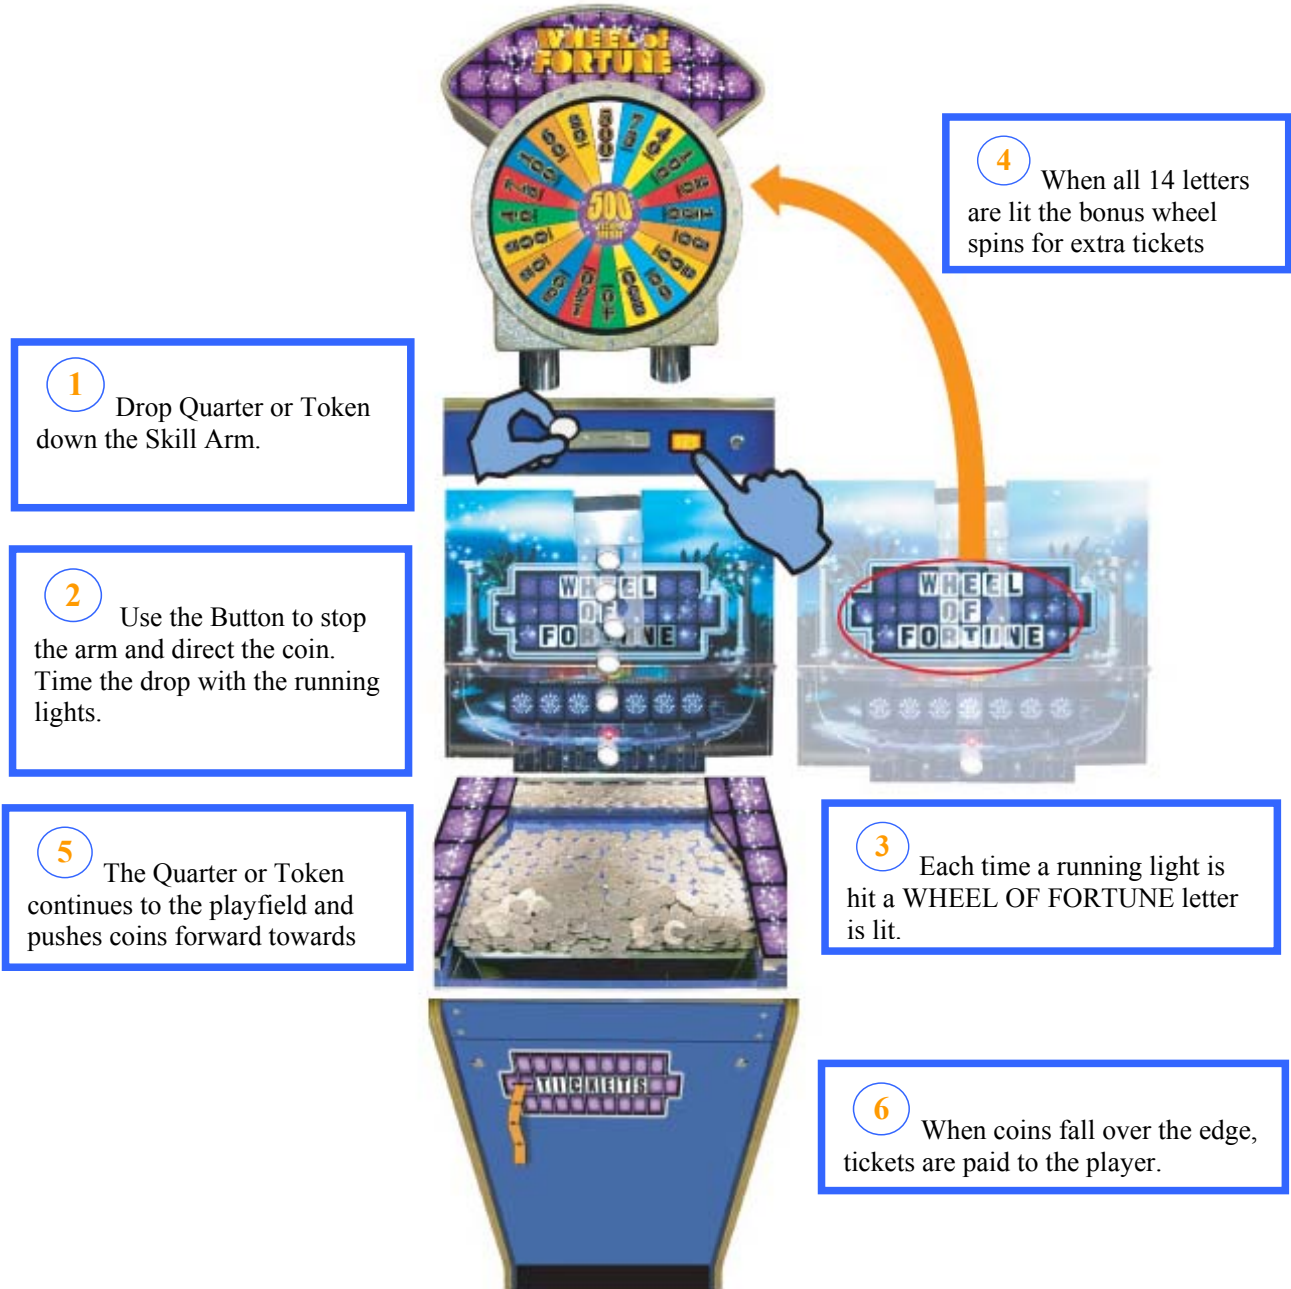 WHEEL of
FORTUNE
500
1
Drop Quarter or Token
down the Skill Arm.
2
Use the Button to stop
the arm and direct the coin.
Time the drop with the running
lights.
3
Each time a running light is
hit a WHEEL OF FORTUNE letter
is lit.
4
When all 14 letters
are lit the bonus wheel
spins for extra tickets
5
The Quarter or Token
continues to the playfield and
pushes coins forward towards
6
When coins fall over the edge,
tickets are paid to the player.
WHEEL
OF
FORTUNE
WHEEL
OF
FORTUNE
TICKETS